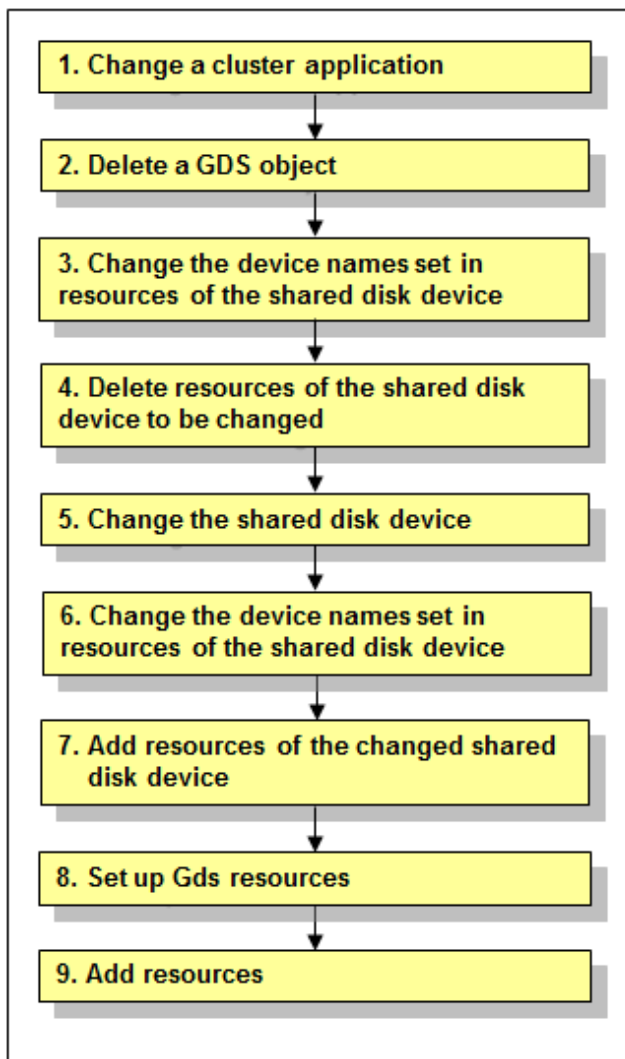 1. Change a cluster application
2. Delete a GDS object
3. Change the device names set in
resources of the shared disk device
4. Delete resources of the shared disk
device to be changed
5. Change the shared disk device
6. Change the device names set in
resources of the shared disk device
7. Add resources of the changed shared
disk device
8. Set up Gds resources
9. Add resources